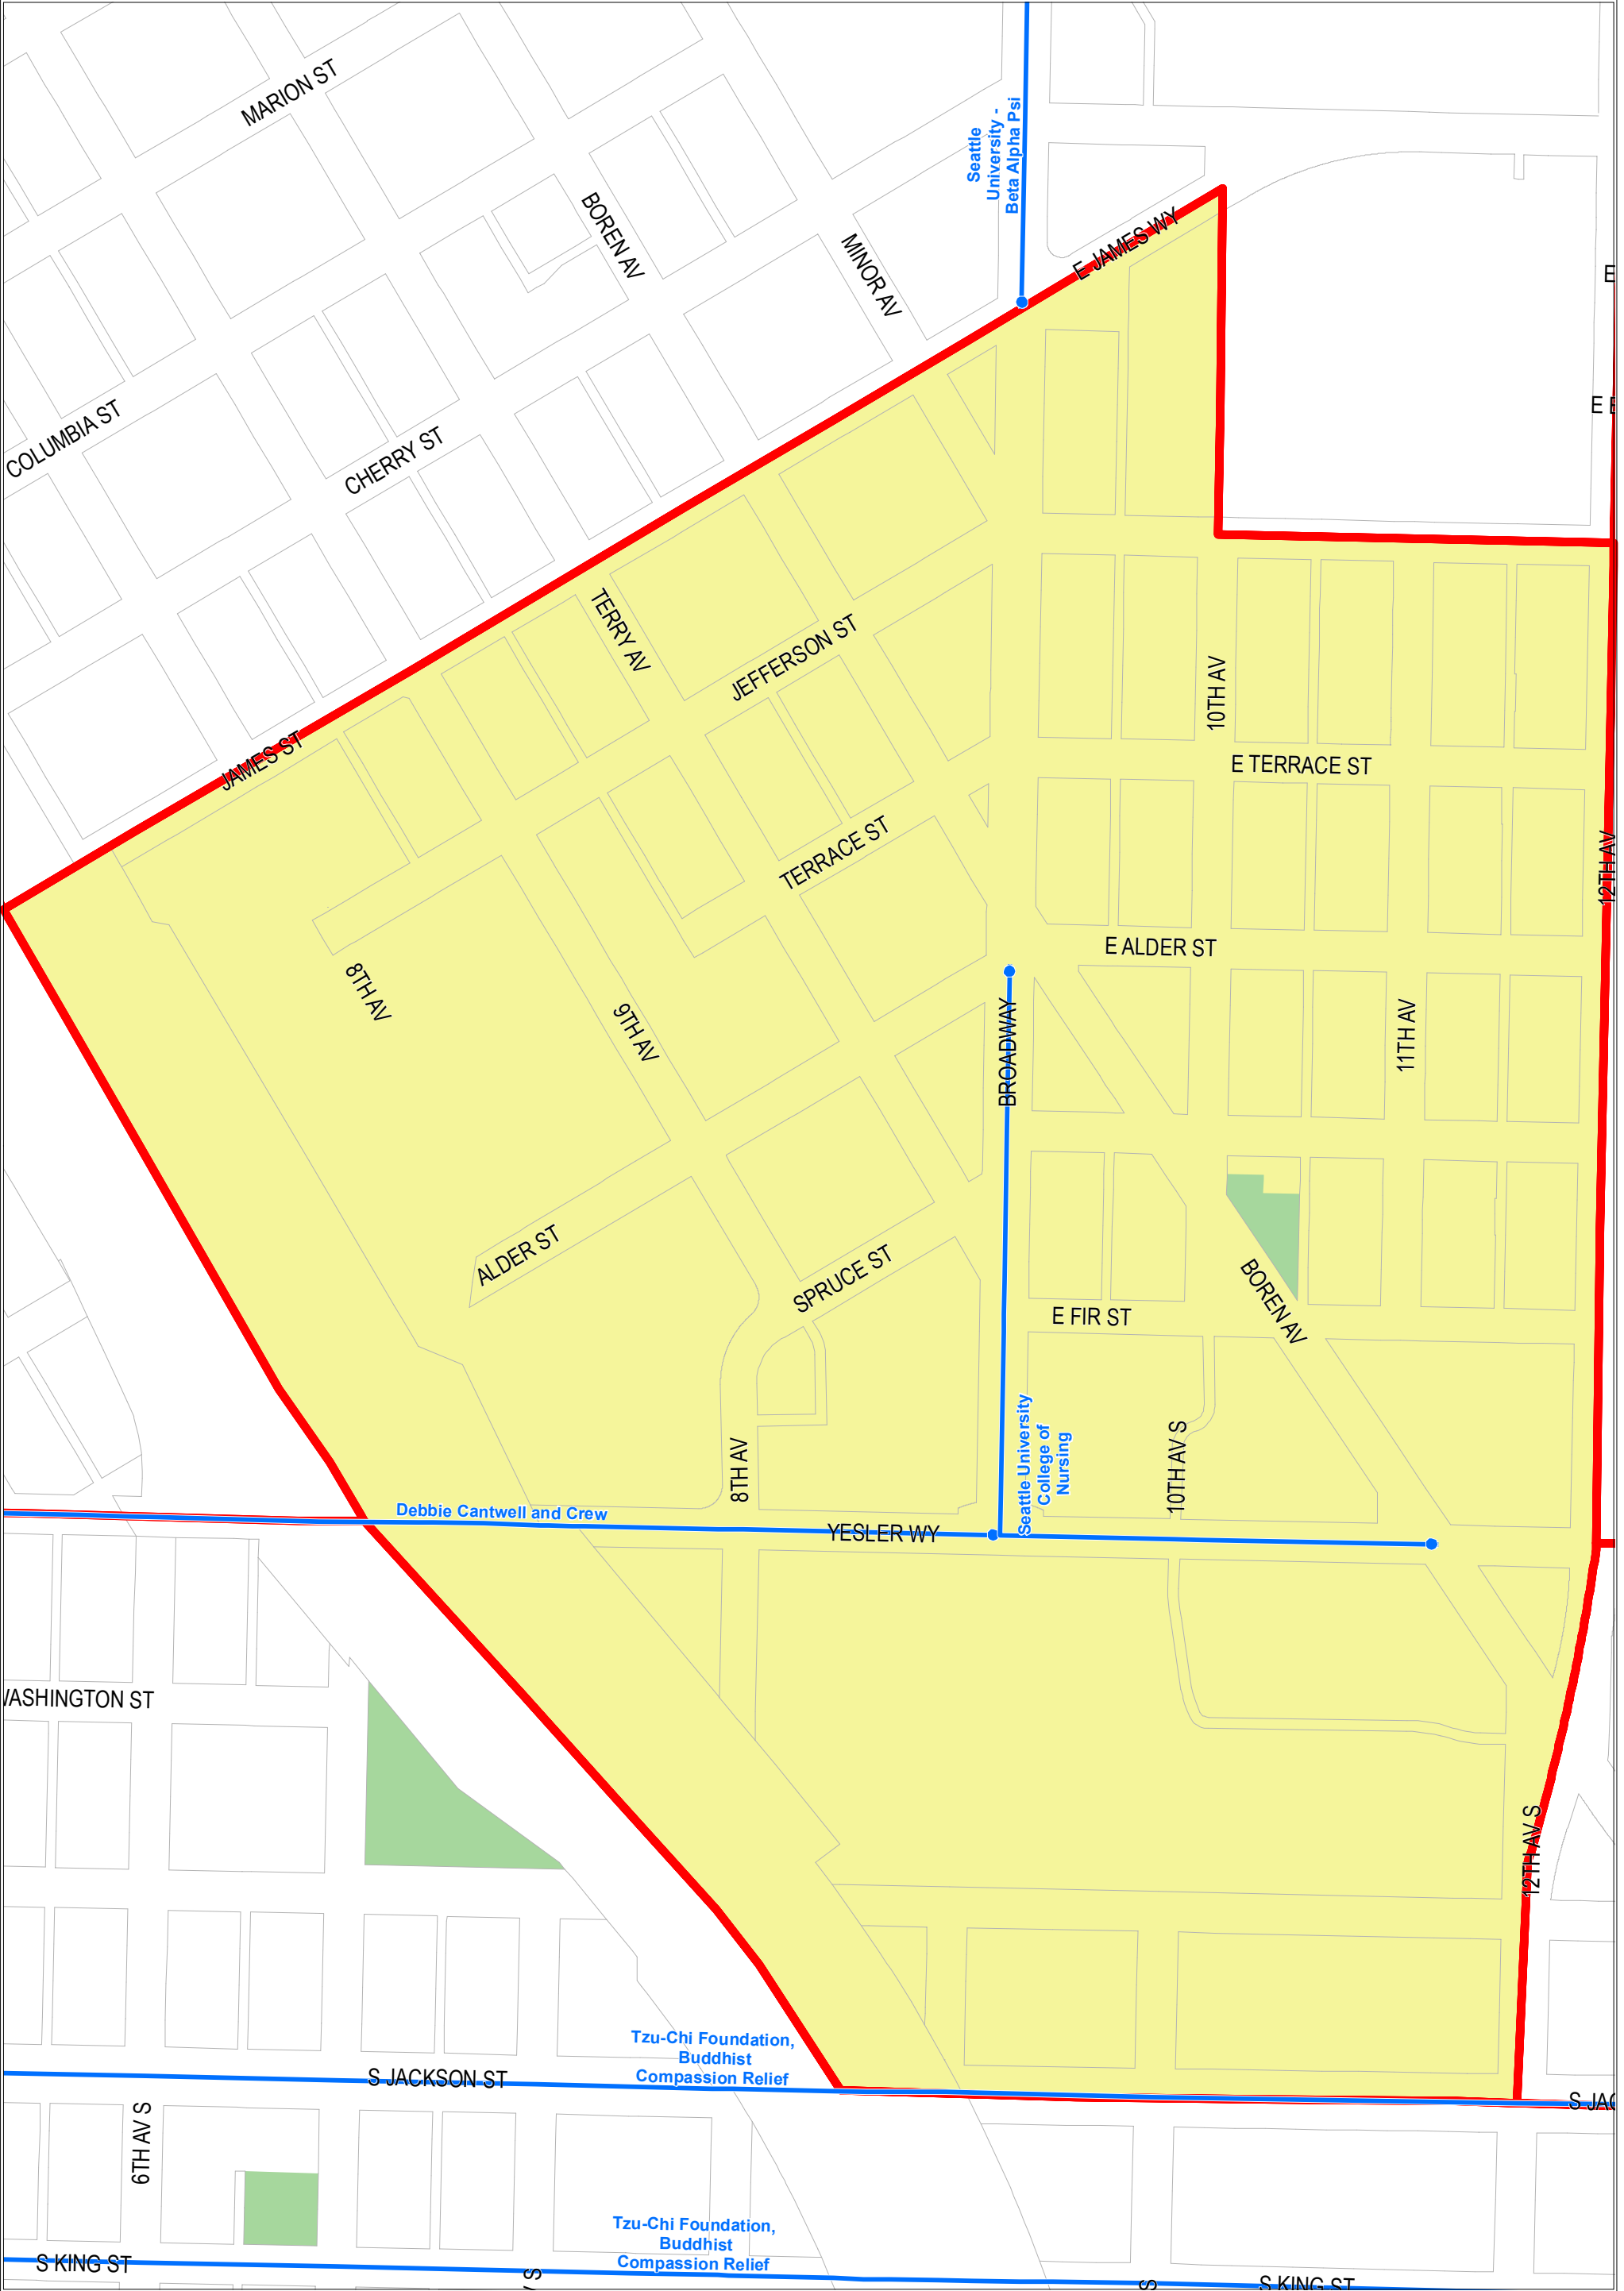 MARION ST
Seattle
University -
Beta Alpha Psi
BOREN AV
MINOR AV
E JAMES WY
E
E E
COLUMBIA ST
CHERRY ST
TERRY AV
JEFFERSON ST
10TH AV
JAMES ST
E TERRACE ST
TERRACE ST
12TH AV
E ALDER ST
8TH AV
9TH AV
BROADWAY
11TH AV
ALDER ST
SPRUCE ST
BOREN AV
E FIR ST
Seattle University
College of
Nursing
8TH AV
10TH AV S
Debbie Cantwell and Crew
YESLER WY
WASHINGTON ST
12TH AV S
Tzu-Chi Foundation,
Buddhist
Compassion Relief
S JACKSON ST
S JAC
6TH AV S
Tzu-Chi Foundation,
Buddhist
Compassion Relief
S KING ST
S
S
S KING ST